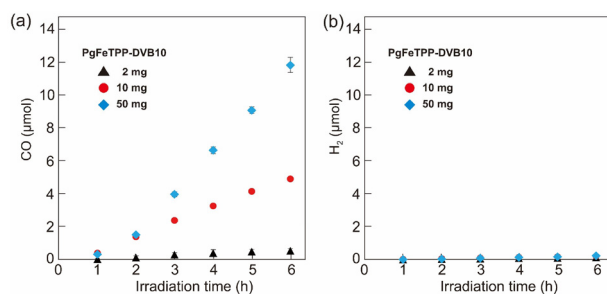 (a)
14
12
10
8
6
4
2
0
CO (μmol)
PgFeTPP-DVB10
2 mg
10 mg
50 mg
0 1 2 3 4 5 6
Irradiation time (h)
(b)
14
12
10
8
6
4
2
0
H₂ (μmol)
PgFeTPP-DVB10
2 mg
10 mg
50 mg
0 1 2 3 4 5 6
Irradiation time (h)